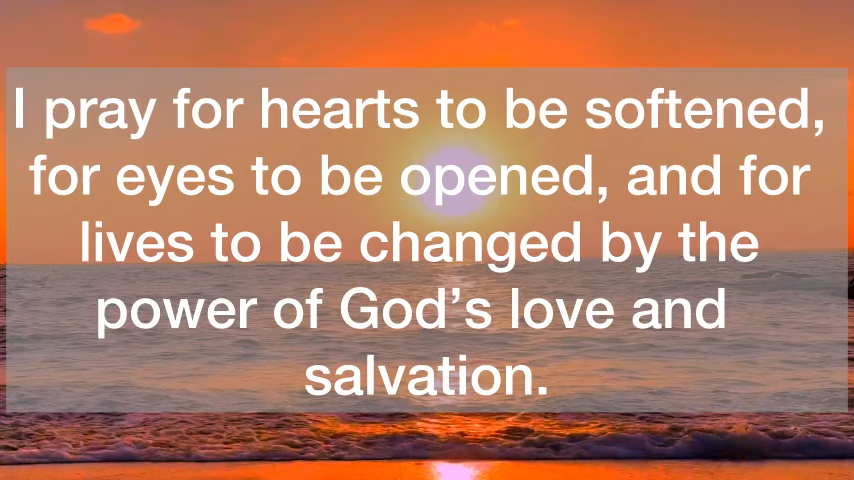 I pray for hearts to be softened,
for eyes to be opened, and for
lives to be changed by the
power of God’s love and
salvation.